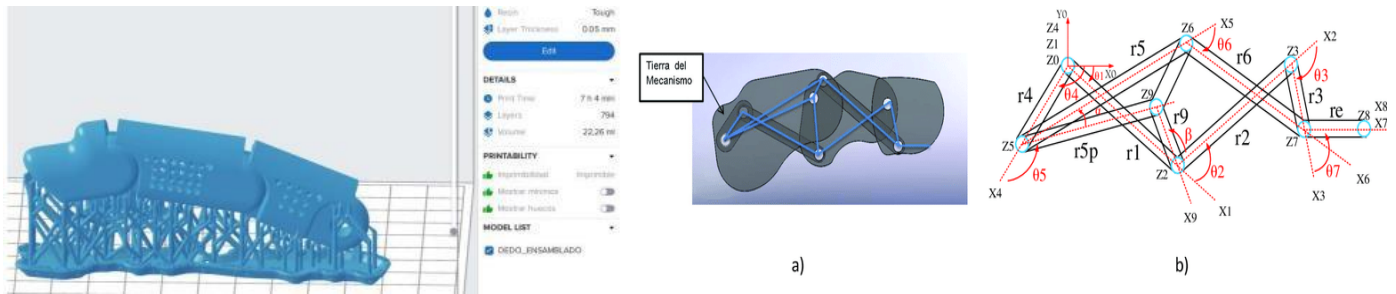 Resin Tough
Layer Thickness 0.05 mm
Edit
DETAILS
Print Time 7 h 4 min
Layers 794
Volume 22,26 ml
PRINTABILITY
Imprimibilidad Imprimible
Mostrar mínimos
Mostrar huecos
MODEL LIST
DEDO_ENSAMBLADO
Tierra del
Mecanismo
a)
Y0
Z4
Z1
Z0
X0
θ1
θ4
r4
r5
Z6
X5
θ6
r6
Z3
X2
θ3
r3
re
X8
Z8
X7
Z7
θ7
X6
X3
Z9
r9
β
r2
Z5
r5p
r1
Z2
θ2
X4
θ5
X9
X1
b)